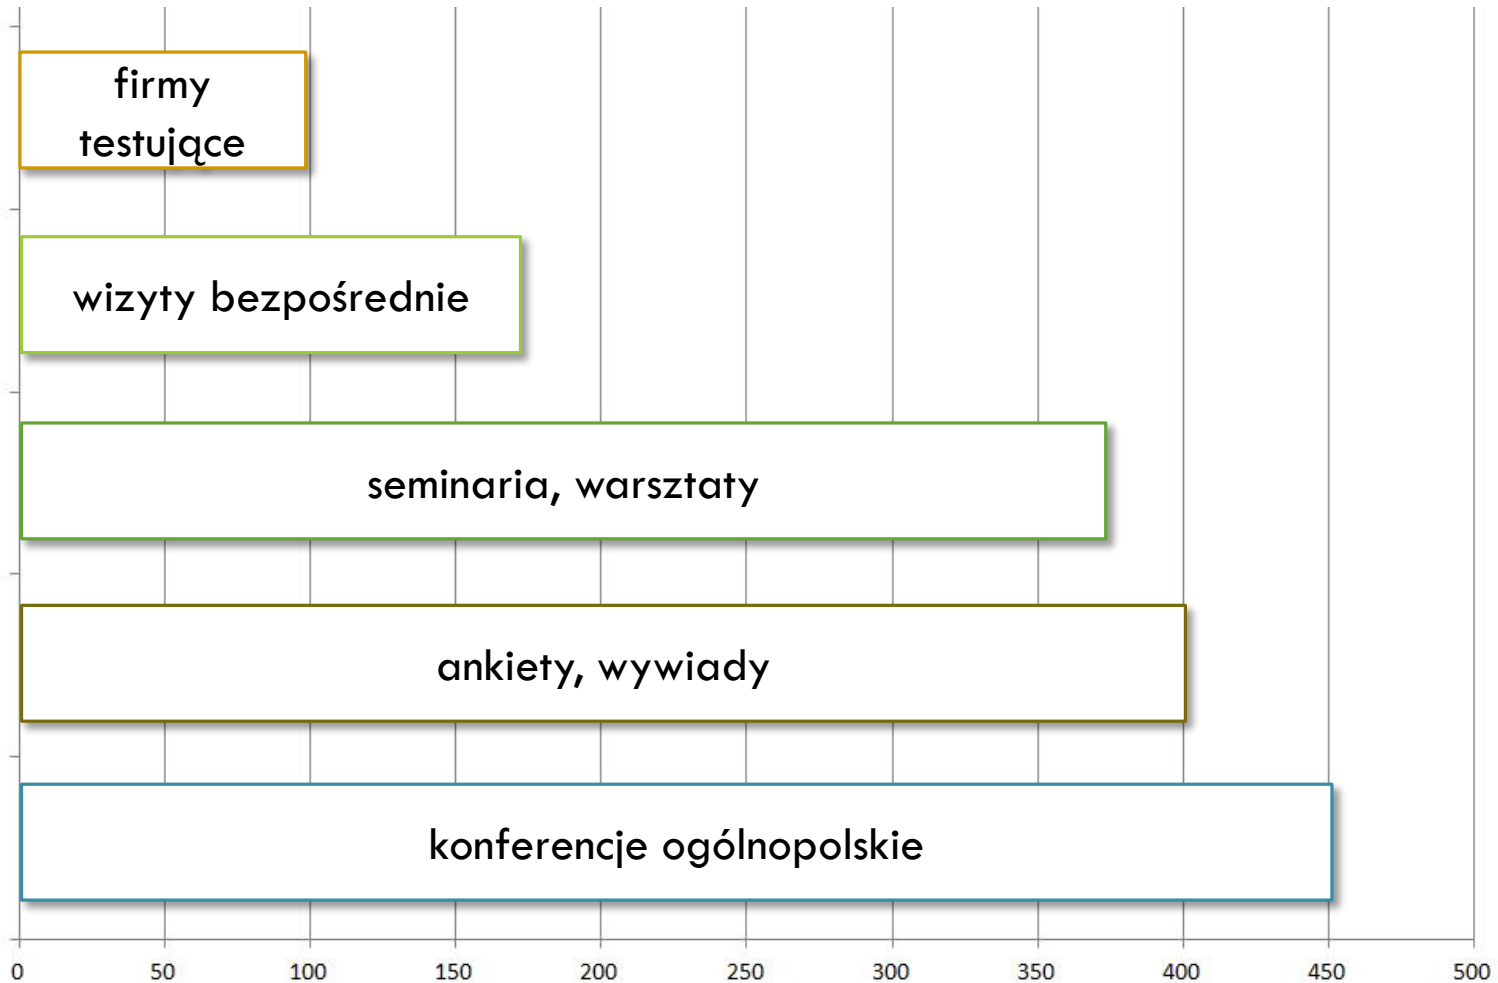 firmy
testujące
wizyty bezpośrednie
seminaria, warsztaty
ankiety, wywiady
konferencje ogólnopolskie
0 50 100 150 200 250 300 350 400 450 500